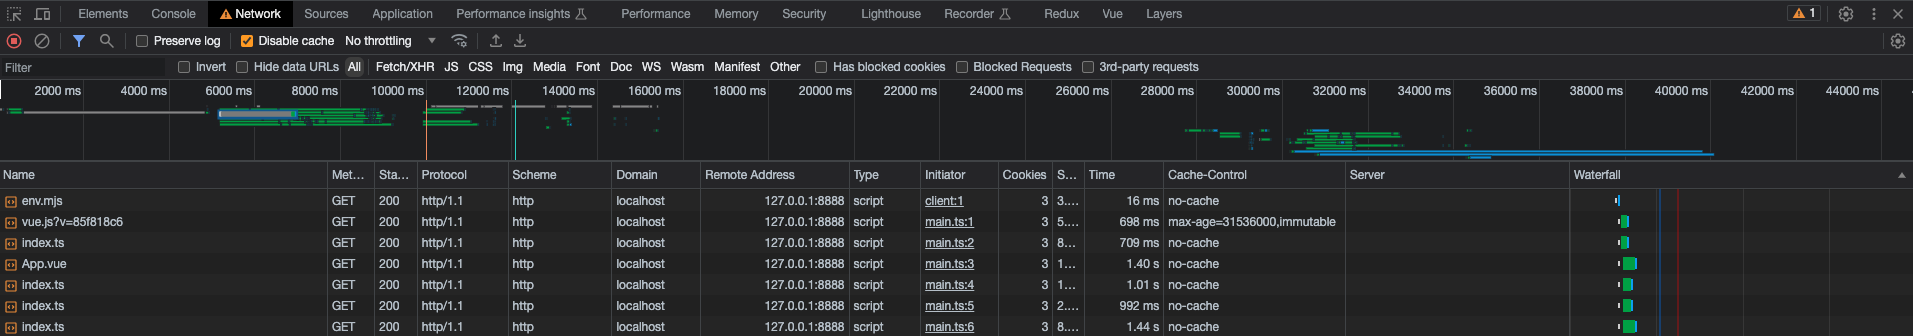 Elements Console Network Sources Application Performance insights Performance Memory Security Lighthouse Recorder Redux Vue Layers 1
Preserve log Disable cache No throttling
Filter Invert Hide data URLs All Fetch/XHR JS CSS Img Media Font Doc WS Wasm Manifest Other Has blocked cookies Blocked Requests 3rd-party requests
2000 ms 4000 ms 6000 ms 8000 ms 10000 ms 12000 ms 14000 ms 16000 ms 18000 ms 20000 ms 22000 ms 24000 ms 26000 ms 28000 ms 30000 ms 32000 ms 34000 ms 36000 ms 38000 ms 40000 ms 42000 ms 44000 ms
Name Met... Sta... Protocol Scheme Domain Remote Address Type Initiator Cookies S... Time Cache-Control Server Waterfall
env.mjs GET 200 http/1.1 http localhost 127.0.0.1:8888 script client:1 3 3.... 16 ms no-cache
vue.js?v=85f818c6 GET 200 http/1.1 http localhost 127.0.0.1:8888 script main.ts:1 3 5.... 698 ms max-age=31536000,immutable
index.ts GET 200 http/1.1 http localhost 127.0.0.1:8888 script main.ts:2 3 8... 709 ms no-cache
App.vue GET 200 http/1.1 http localhost 127.0.0.1:8888 script main.ts:3 3 1... 1.40 s no-cache
index.ts GET 200 http/1.1 http localhost 127.0.0.1:8888 script main.ts:4 3 1... 1.01 s no-cache
index.ts GET 200 http/1.1 http localhost 127.0.0.1:8888 script main.ts:5 3 2... 992 ms no-cache
index.ts GET 200 http/1.1 http localhost 127.0.0.1:8888 script main.ts:6 3 8.... 1.44 s no-cache